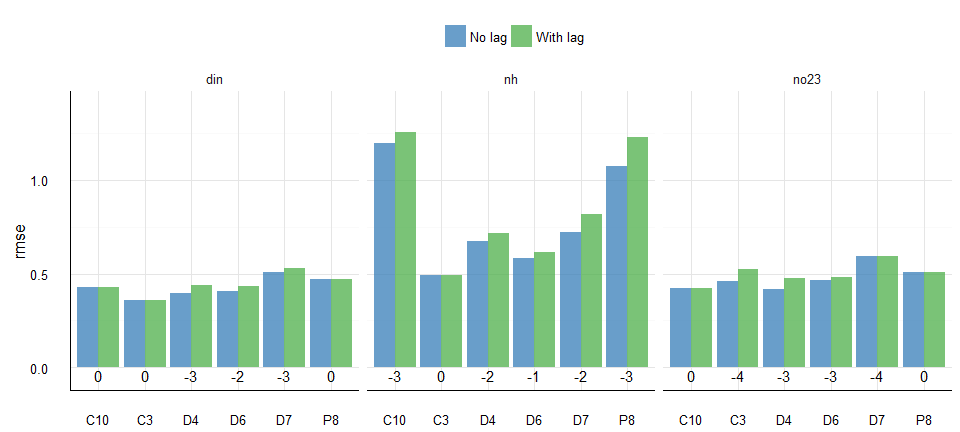 No lag With lag
din nh no23
rmse
1.0
0.5
0.0
0 0 -3 -2 -3 0 -3 0 -2 -1 -2 -3 0 -4 -3 -3 -4 0
C10 C3 D4 D6 D7 P8 C10 C3 D4 D6 D7 P8 C10 C3 D4 D6 D7 P8